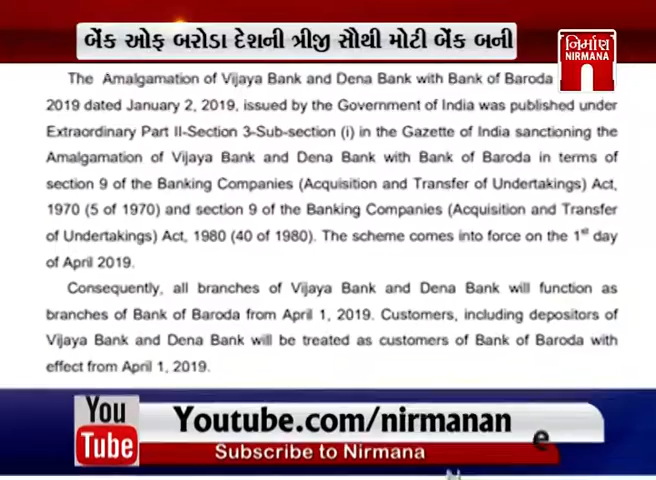 બેંક ઓફ બરોડા દેશની ત્રીજી સૌથી મોટી બેંક બની
નિર્માણ
NIRMANA
The Amalgamation of Vijaya Bank and Dena Bank with Bank of Baroda
2019 dated January 2, 2019, issued by the Government of India was published under
Extraordinary Part II-Section 3-Sub-section (i) in the Gazette of India sanctioning the
Amalgamation of Vijaya Bank and Dena Bank with Bank of Baroda in terms of
section 9 of the Banking Companies (Acquisition and Transfer of Undertakings) Act,
1970 (5 of 1970) and section 9 of the Banking Companies (Acquisition and Transfer
of Undertakings) Act, 1980 (40 of 1980). The scheme comes into force on the 1st day
of April 2019.
Consequently, all branches of Vijaya Bank and Dena Bank will function as
branches of Bank of Baroda from April 1, 2019. Customers, including depositors of
Vijaya Bank and Dena Bank will be treated as customers of Bank of Baroda with
effect from April 1, 2019.
You
Tube
Youtube.com/nirmanan
e
Subscribe to Nirmana